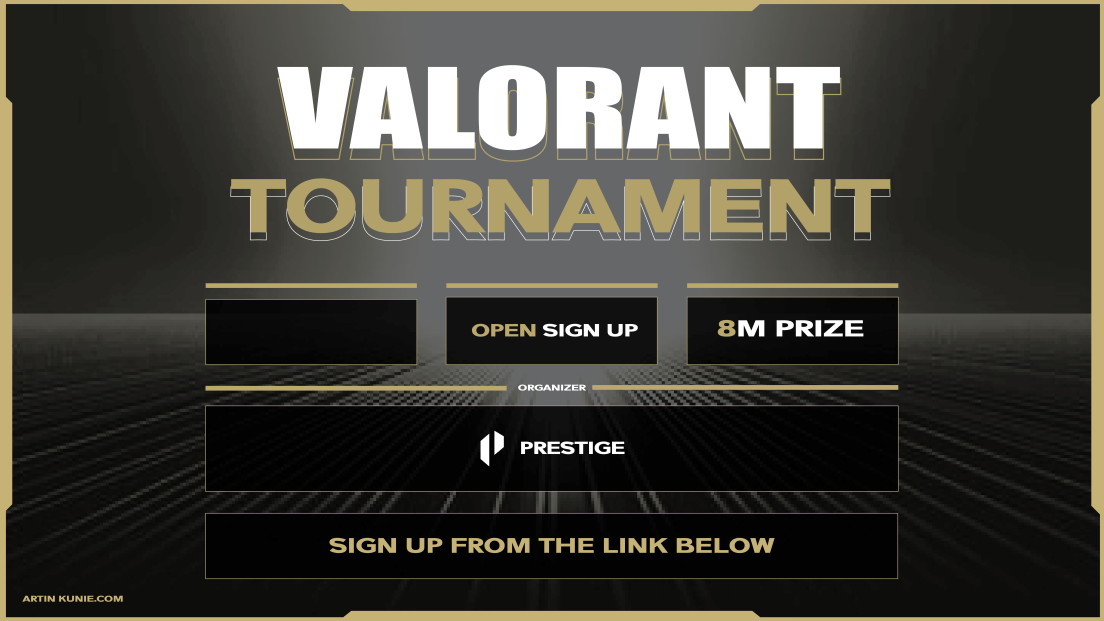 VALORANT
TOURNAMENT
OPEN SIGN UP
8M PRIZE
ORGANIZER
PRESTIGE
SIGN UP FROM THE LINK BELOW
ARTIN KUNIE.COM